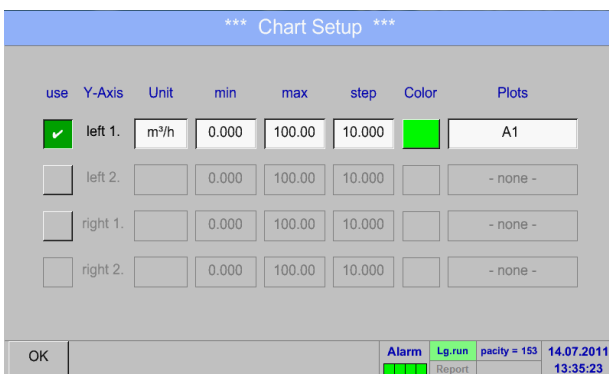 *** Chart Setup ***
use Y-Axis Unit min max step Color Plots
✔ left 1. m³/h 0.000 100.00 10.000 A1
left 2. 0.000 100.00 10.000 - none -
right 1. 0.000 100.00 10.000 - none -
right 2. 0.000 100.00 10.000 - none -
OK Alarm Lg.run pacity = 153 14.07.2011
Report 13:35:23